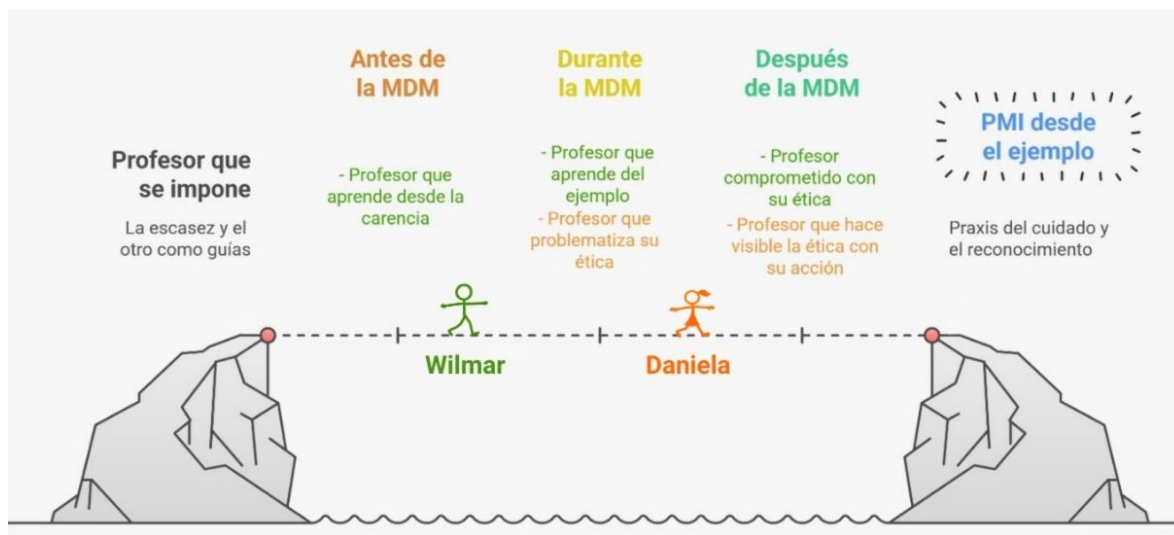 Antes de
la MDM
Durante
la MDM
Después
de la MDM
PMI desde
el ejemplo
Profesor que
se impone
La escasez y el
otro como guías
- Profesor que
aprende desde la
carencia
- Profesor que
aprende del
ejemplo
- Profesor que
problematiza su
ética
- Profesor
comprometido con
su ética
- Profesor que hace
visible la ética con
su acción
Praxis del cuidado y
el reconocimiento
Wilmar
Daniela